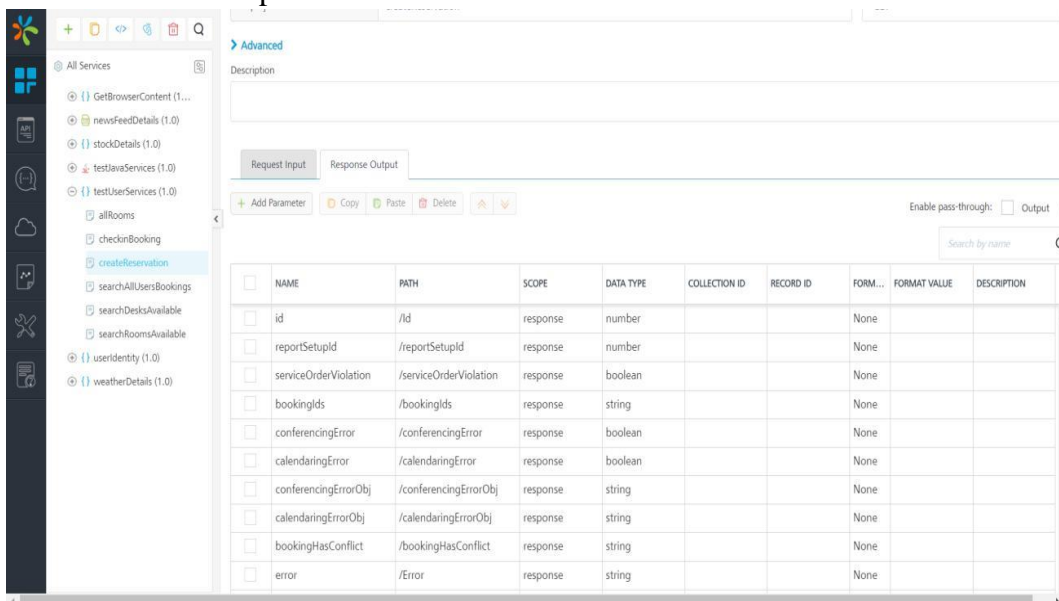 All Services
GetBrowserContent (1...
newsFeedDetails (1.0)
stockDetails (1.0)
testJavaServices (1.0)
testUserServices (1.0)
allRooms
checkinBooking
createReservation
searchAllUsersBookings
searchDesksAvailable
searchRoomsAvailable
userIdentity (1.0)
weatherDetails (1.0)
API
Advanced
Description
Request Input Response Output
+ Add Parameter Copy Paste Delete Enable pass-through: Output
Search by name
NAME PATH SCOPE DATA TYPE COLLECTION ID RECORD ID FORM... FORMAT VALUE DESCRIPTION
id /Id response number None
reportSetupId /reportSetupId response number None
serviceOrderViolation /serviceOrderViolation response boolean None
bookingIds /bookingIds response string None
conferencingError /conferencingError response boolean None
calendaringError /calendaringError response boolean None
conferencingErrorObj /conferencingErrorObj response string None
calendaringErrorObj /calendaringErrorObj response string None
bookingHasConflict /bookingHasConflict response string None
error /Error response string None